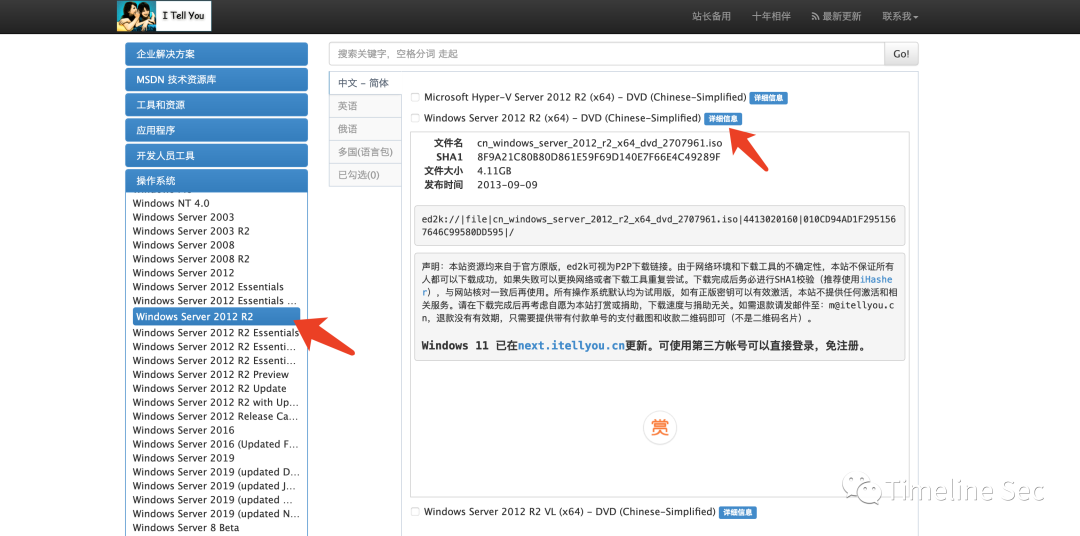 I Tell You
站长备用
十年相伴
最新更新
联系我
企业解决方案
MSDN 技术资源库
工具和资源
应用程序
开发人员工具
操作系统
Windows NT 4.0
Windows Server 2003
Windows Server 2003 R2
Windows Server 2008
Windows Server 2008 R2
Windows Server 2012
Windows Server 2012 Essentials
Windows Server 2012 Essentials ...
Windows Server 2012 R2
Windows Server 2012 R2 Essentials
Windows Server 2012 R2 Essenti...
Windows Server 2012 R2 Essenti...
Windows Server 2012 R2 Preview
Windows Server 2012 R2 Update
Windows Server 2012 R2 with Up...
Windows Server 2012 Release Ca...
Windows Server 2016
Windows Server 2016 (Updated F...
Windows Server 2019
Windows Server 2019 (updated D...
Windows Server 2019 (updated J...
Windows Server 2019 (updated ...
Windows Server 2019 (updated N...
Windows 8 Beta
搜索关键字，空格分词 走起
Go!
中文 - 简体
英语
俄语
多国(语言包)
已勾选(0)
Microsoft Hyper-V Server 2012 R2 (x64) - DVD (Chinese-Simplified) 详细信息
Windows Server 2012 R2 (x64) - DVD (Chinese-Simplified) 详细信息
文件名 cn_windows_server_2012_r2_x64_dvd_2707961.iso
SHA1 8F9A21C80B80D861E59F69D140E7F66E4C49289F
文件大小 4.11GB
发布时间 2013-09-09
ed2k://|file|cn_windows_server_2012_r2_x64_dvd_2707961.iso|4413020160|010CD94AD1F295156
7646C99580DD595|/
声明：本站资源均来自于官方原版，ed2k可视为P2P下载链接。由于网络环境和下载工具的不确定性，本站不保证所有
人都可以下载成功，如果失败可以更换网络或者下载工具重复尝试。下载完成后务必进行SHA1校验（推荐使用iHashe
r），与网站核对一致后再使用。所有操作系统默认均为试用版，如有正版密钥可以有效激活，本站不提供任何激活和相
关服务。请在下载完成后再考虑自愿为本站打赏或捐助，下载速度与捐助无关。如需退款请发邮件至：m@itellyou.c
n，退款没有有效期，只需要提供带有付款单号的支付截图和收款二维码即可（不是二维码名片）。
Windows 11 已在next.itellyou.cn更新。可使用第三方帐号可以直接登录，免注册。
赏
Windows Server 2012 R2 VL (x64) - DVD (Chinese-Simplified) 详细信息
Timeline Sec